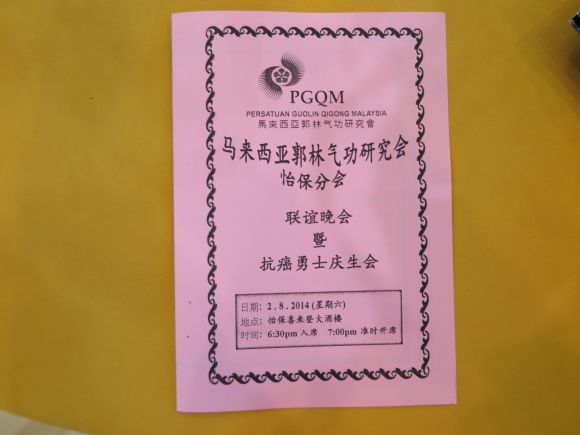 PGQM
PERSATUAN GUOLIN QIGONG MALAYSIA
馬来西亞郭林气功研究會
马来西亚郭林气功研究会
怡保分会
联谊晚会
暨
抗癌勇士庆生会
日期: 2.8.2014(星期六)
地点: 怡保喜来登大酒楼
时间: 6:30pm 入席 7:00pm 准时开席